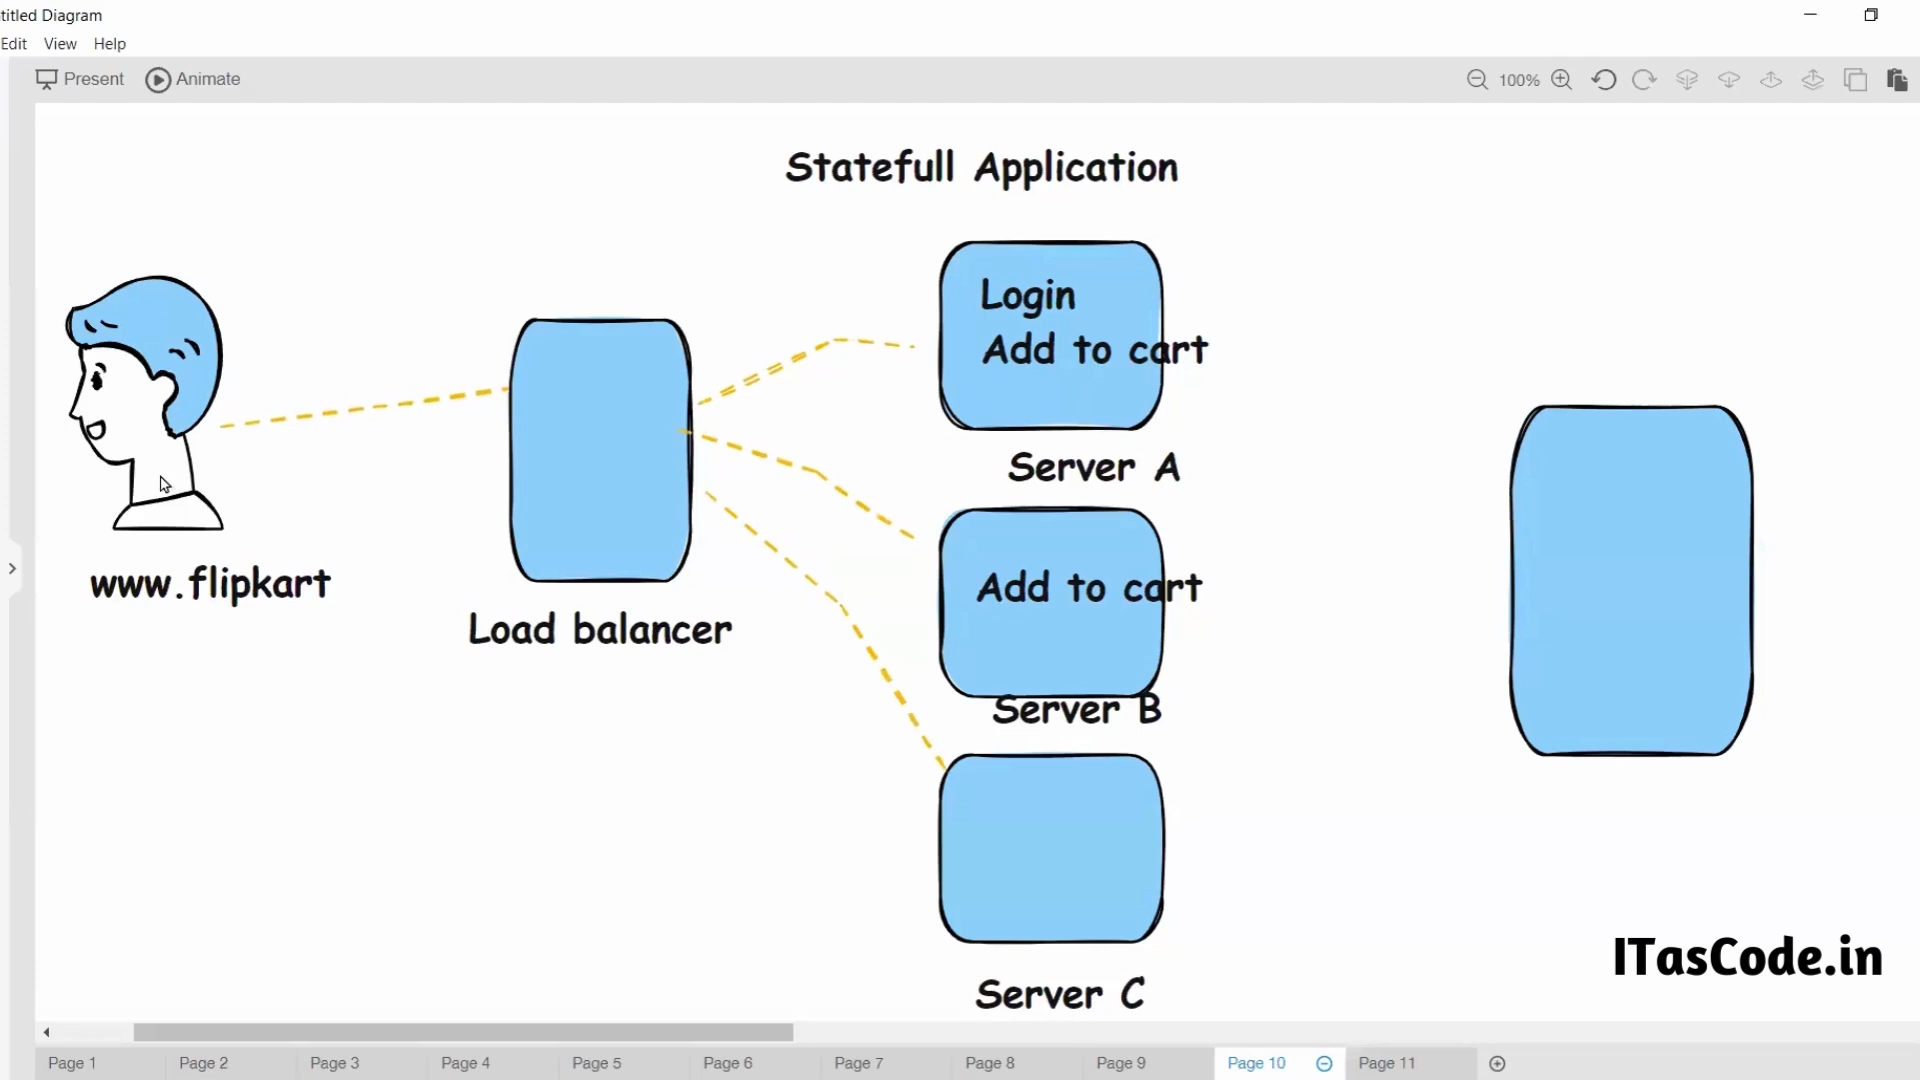 titled Diagram
Edit View Help
Present Animate 100%
Statefull Application
Login
Add to cart
Server A
www.flipkart
Load balancer
Add to cart
Server B
Server C
ITasCode.in
Page 1 Page 2 Page 3 Page 4 Page 5 Page 6 Page 7 Page 8 Page 9 Page 10 Page 11